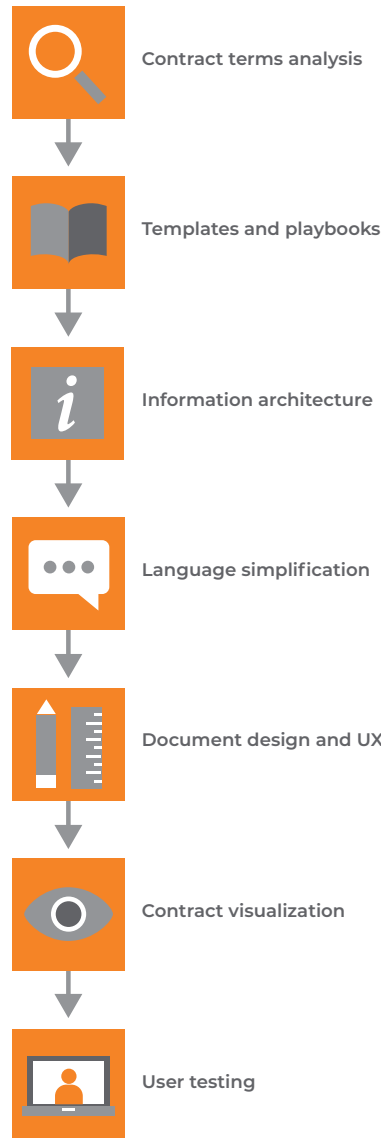 Contract terms analysis
Templates and playbooks
i
Information architecture
Language simplification
Document design and UX
Contract visualization
User testing